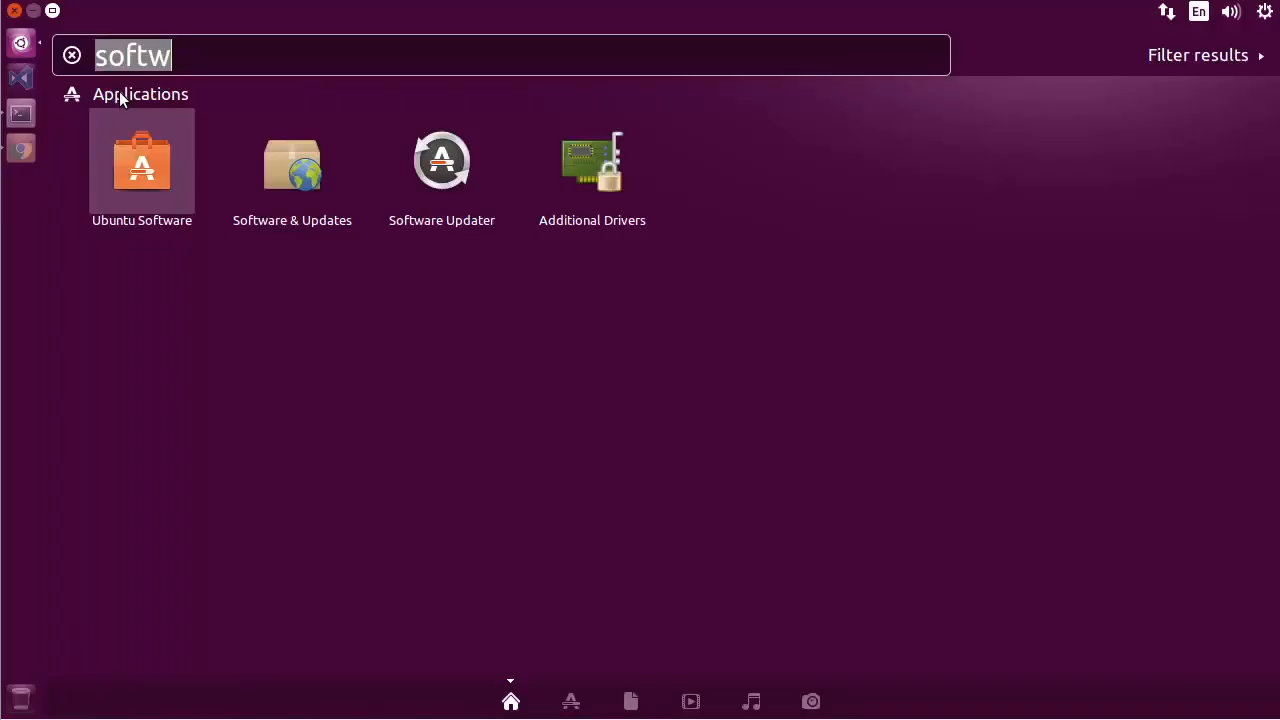 En
softw
Filter results
Applications
Ubuntu Software
Software & Updates
Software Updater
Additional Drivers